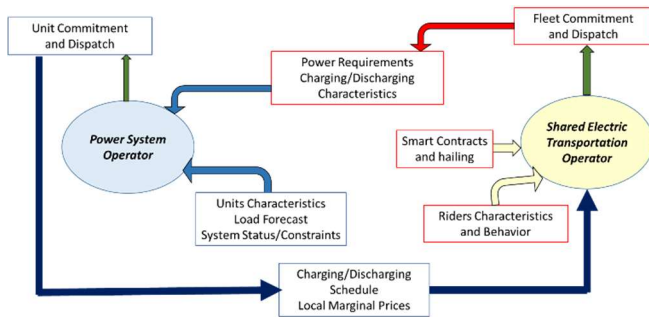 Unit Commitment
and Dispatch
Fleet Commitment
and Dispatch
Power Requirements
Charging/Discharging
Characteristics
Power System
Operator
Shared Electric
Transportation
Operator
Smart Contracts
and hailing
Units Characteristics
Load Forecast
System Status/Constraints
Riders Characteristics
and Behavior
Charging/Discharging
Schedule
Local Marginal Prices